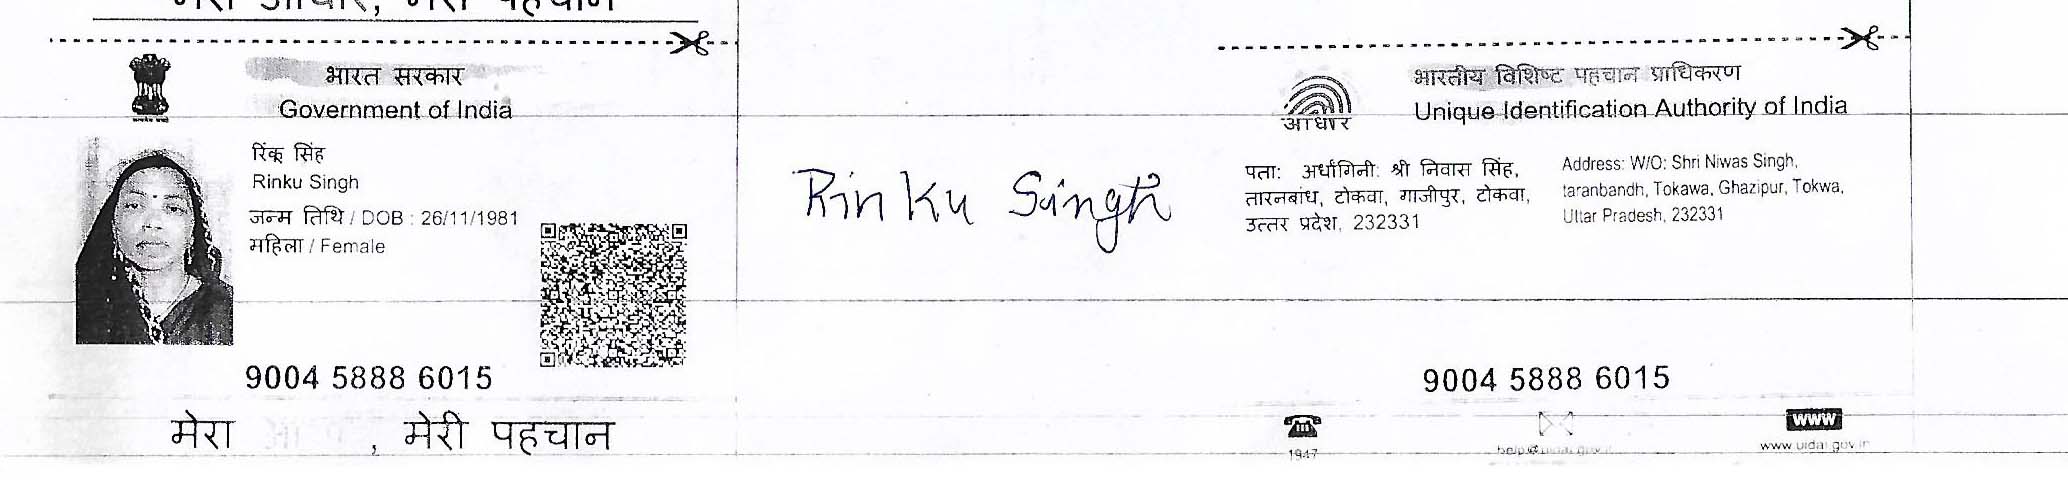 मेरा आधार, मेरी पहचान
भारत सरकार
Government of India
रिंकू सिंह
Rinku Singh
जन्म तिथि / DOB : 26/11/1981
महिला / Female
9004 5888 6015
मेरा , मेरी पहचान
Rinku Singh
भारतीय विशिष्ट पहचान प्राधिकरण
Unique Identification Authority of India
आधार
पता: अर्धांगिनी: श्री निवास सिंह,
तारनबांध, टोकवा, गाजीपुर, टोकवा,
उत्तर प्रदेश, 232331
Address: W/O: Shri Niwas Singh,
taranbandh, Tokawa, Ghazipur, Tokwa,
Uttar Pradesh, 232331
9004 5888 6015
1947
www
www.uidai.gov.in